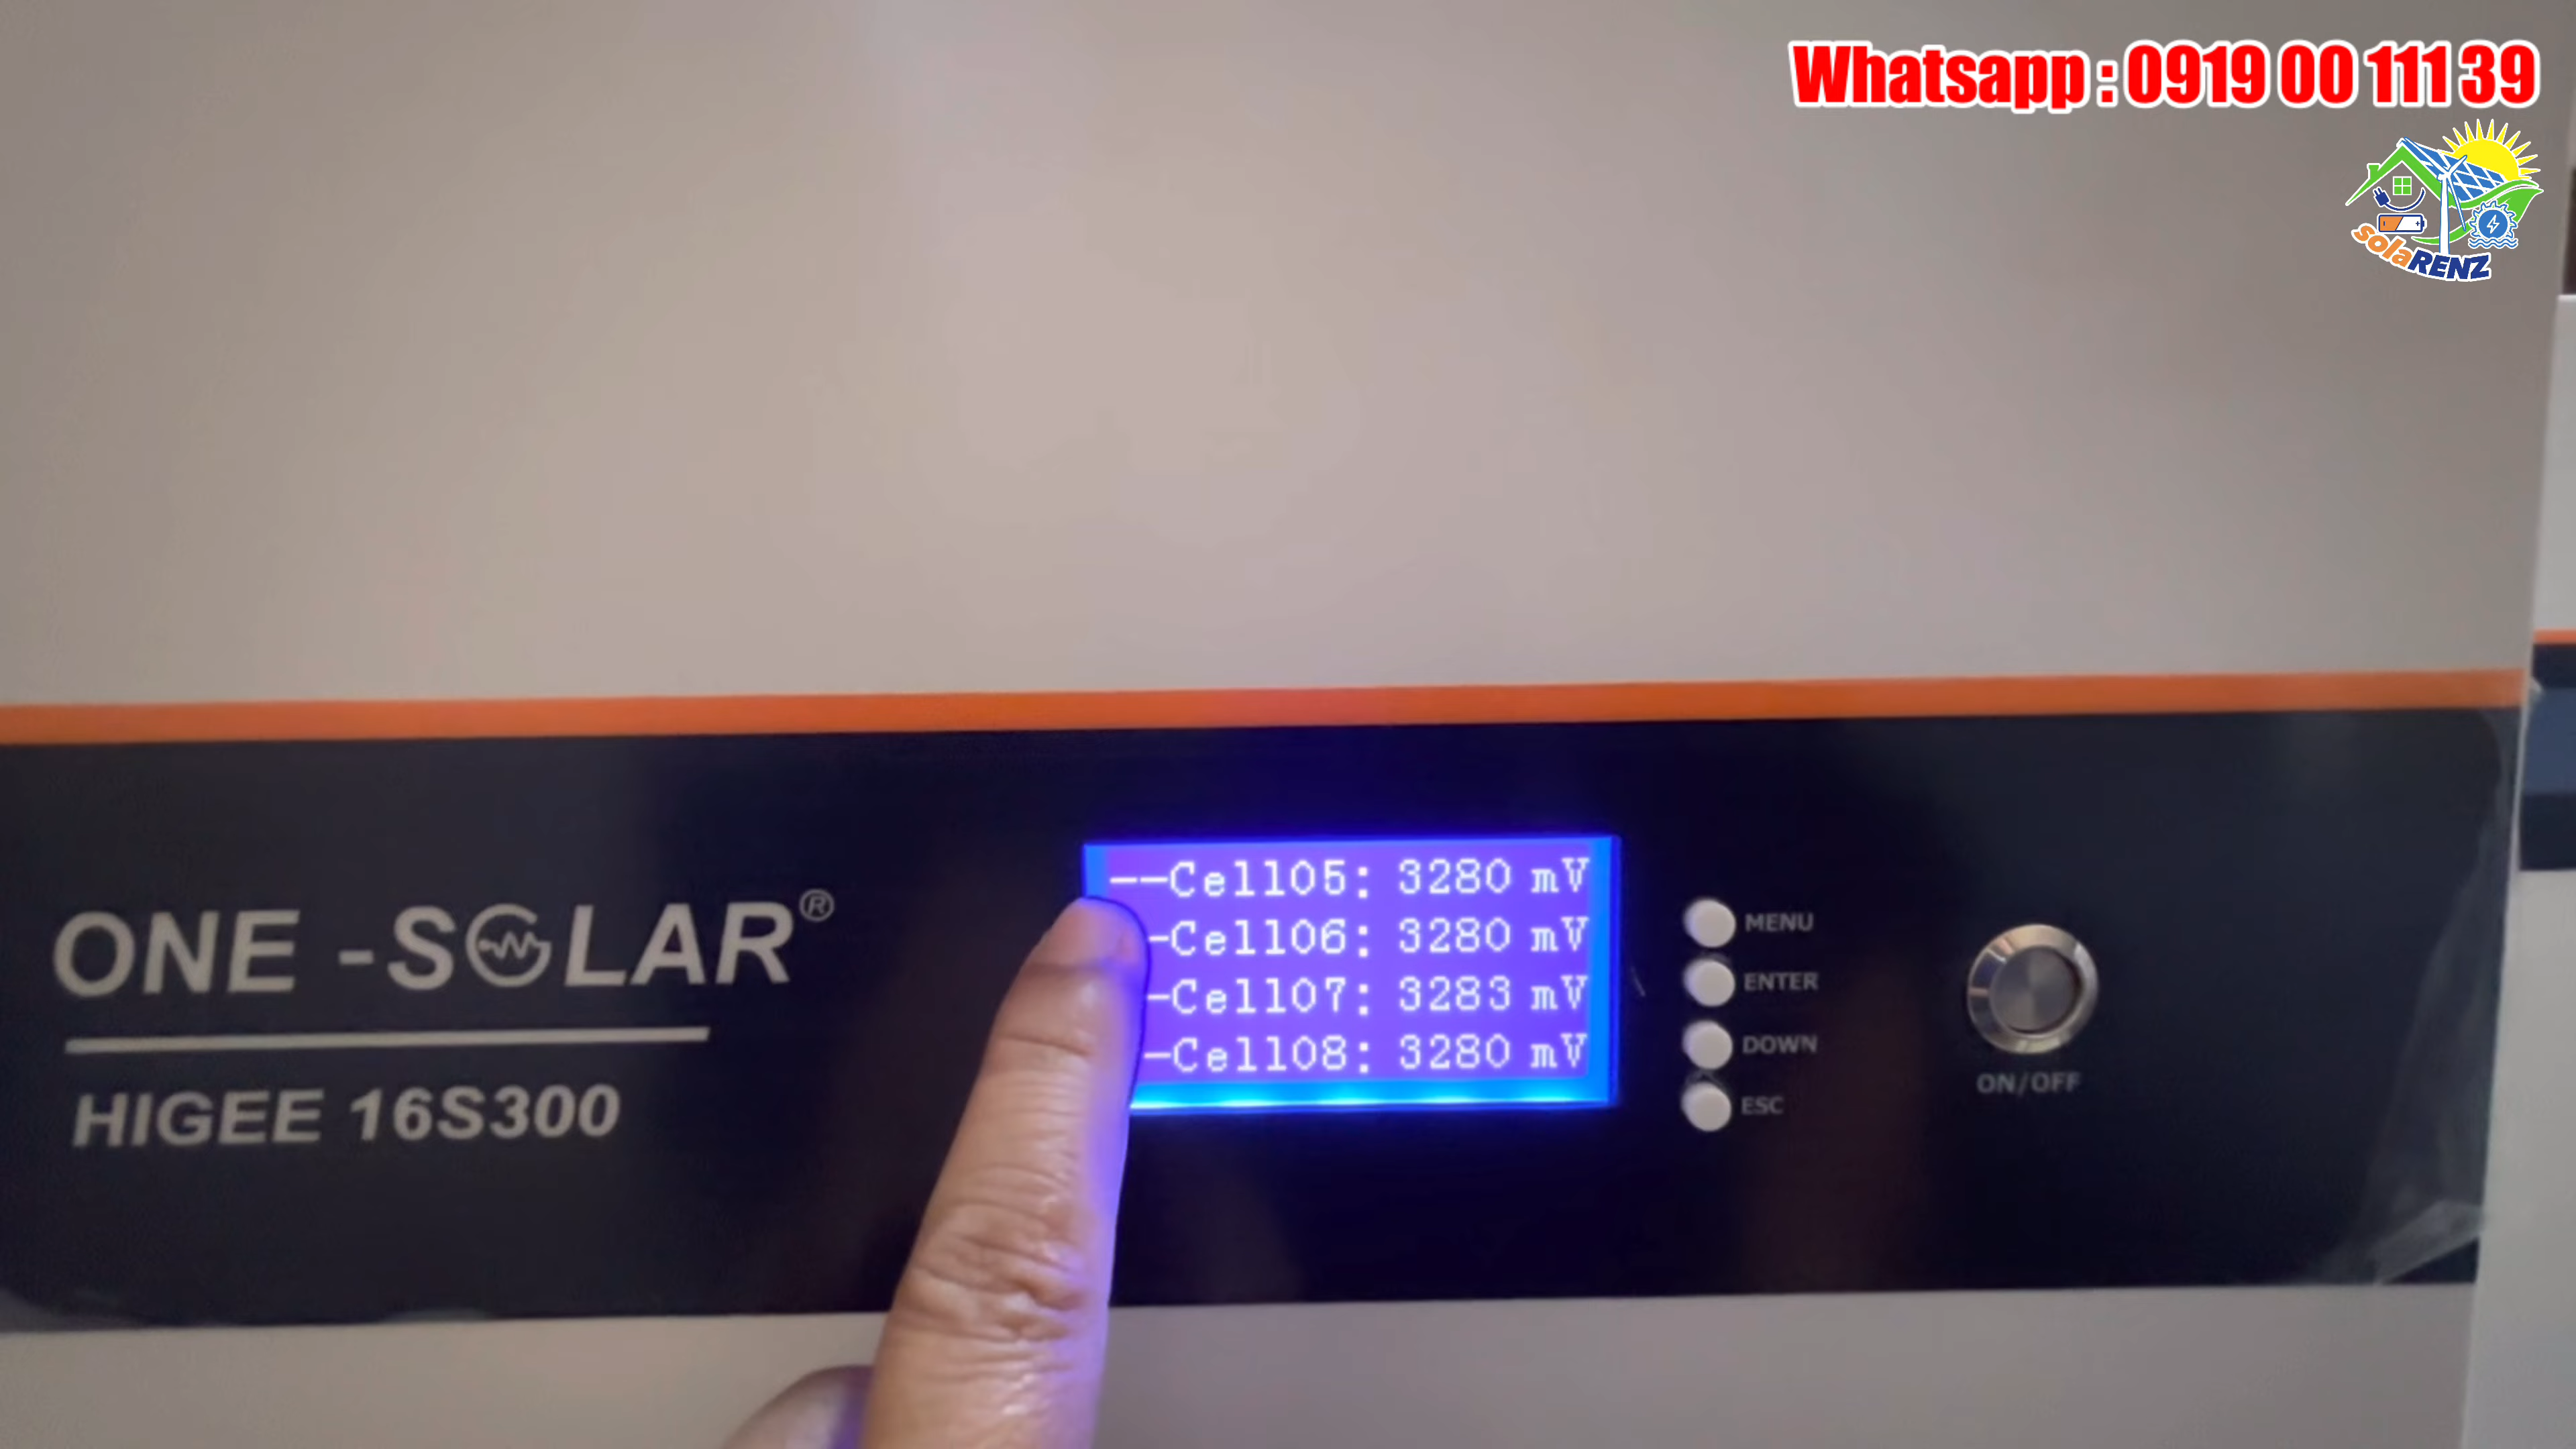 Whatsapp : 0919 00 111 39
solaRENZ
ONE -SOLAR®
HIGEE 16S300
--Cell05: 3280 mV
-Cell06: 3280 mV
-Cell07: 3283 mV
-Cell08: 3280 mV
MENU
ENTER
DOWN
ESC
ON/OFF